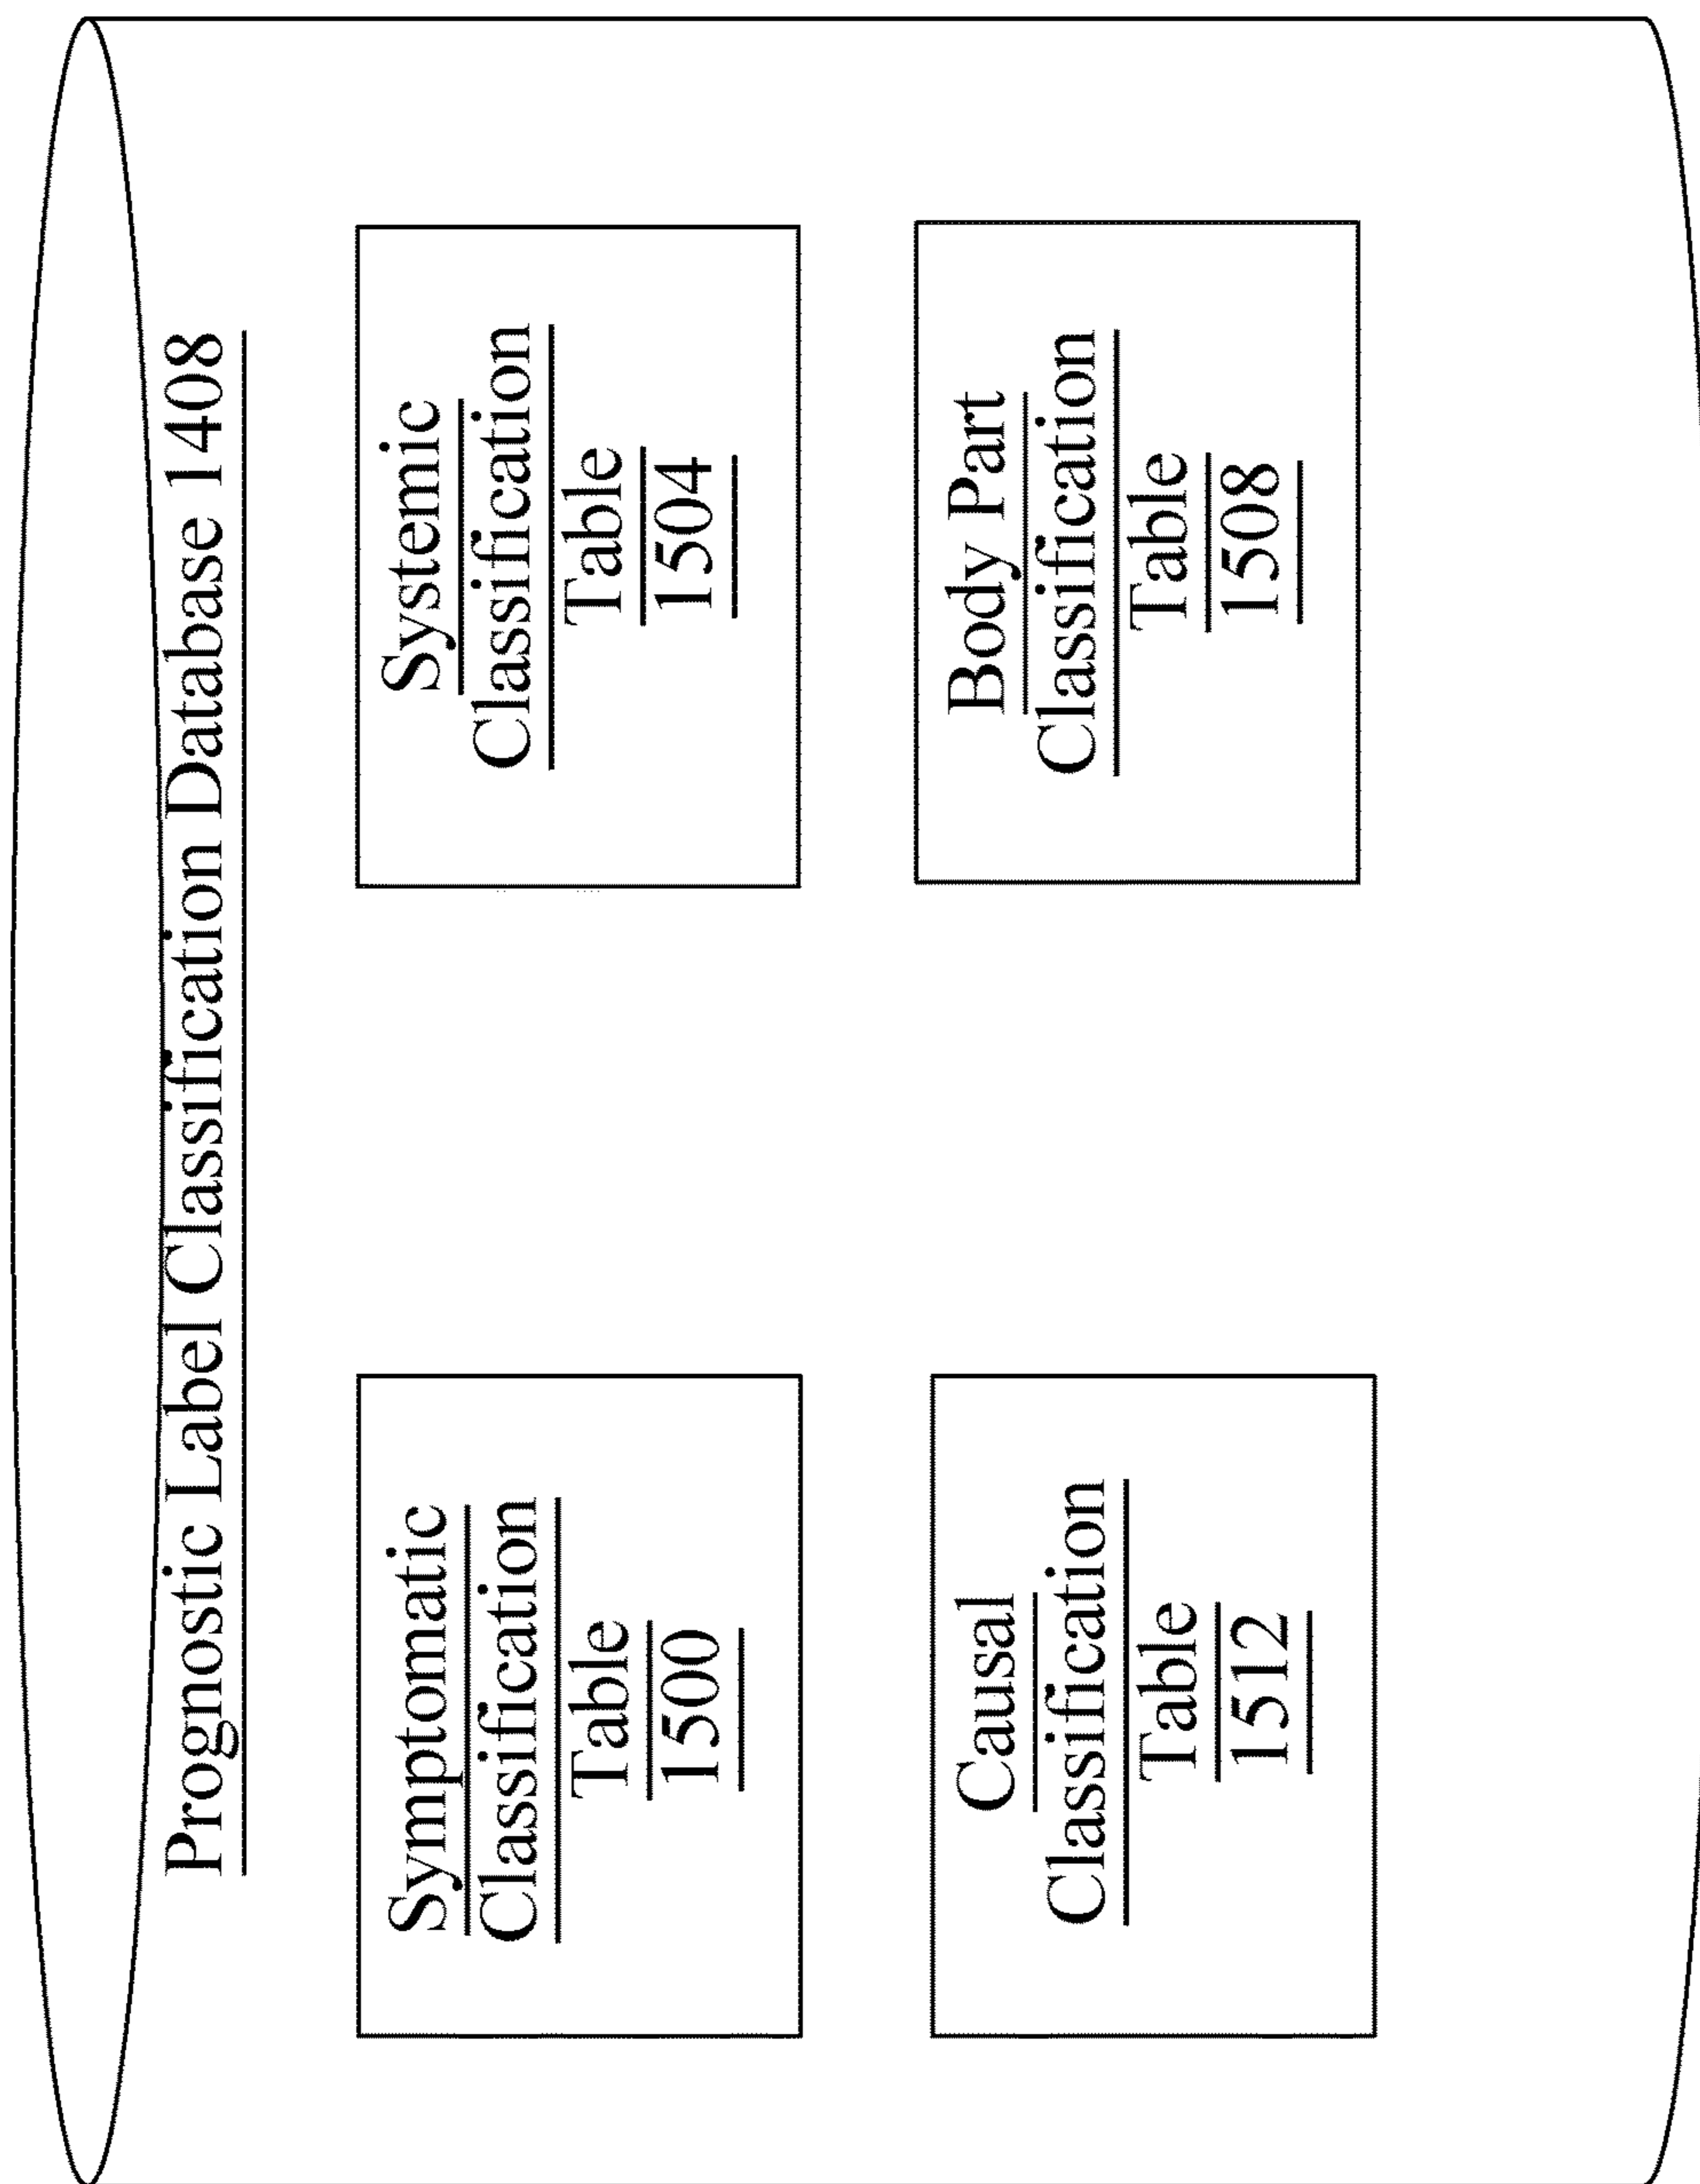 Prognostic Label Classification Database 1408
Symptomatic
Classification
Table
1500
Systemic
Classification
Table
1504
Causal
Classification
Table
1512
Body Part
Classification
Table
1508